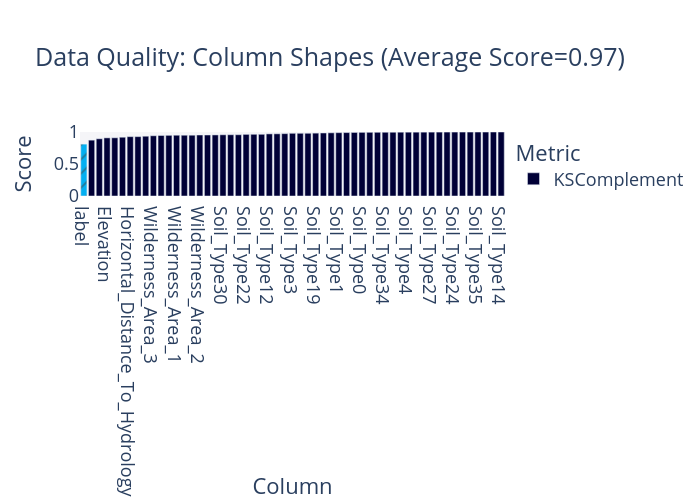 Data Quality: Column Shapes (Average Score=0.97)
Score
1
0.5
0
label
Elevation
Horizontal_Distance_To_Hydrology
Wilderness_Area_3
Wilderness_Area_1
Wilderness_Area_2
Soil_Type30
Soil_Type22
Soil_Type12
Soil_Type3
Soil_Type19
Soil_Type1
Soil_Type0
Soil_Type34
Soil_Type4
Soil_Type27
Soil_Type24
Soil_Type35
Soil_Type14
Column
Metric
KSComplement